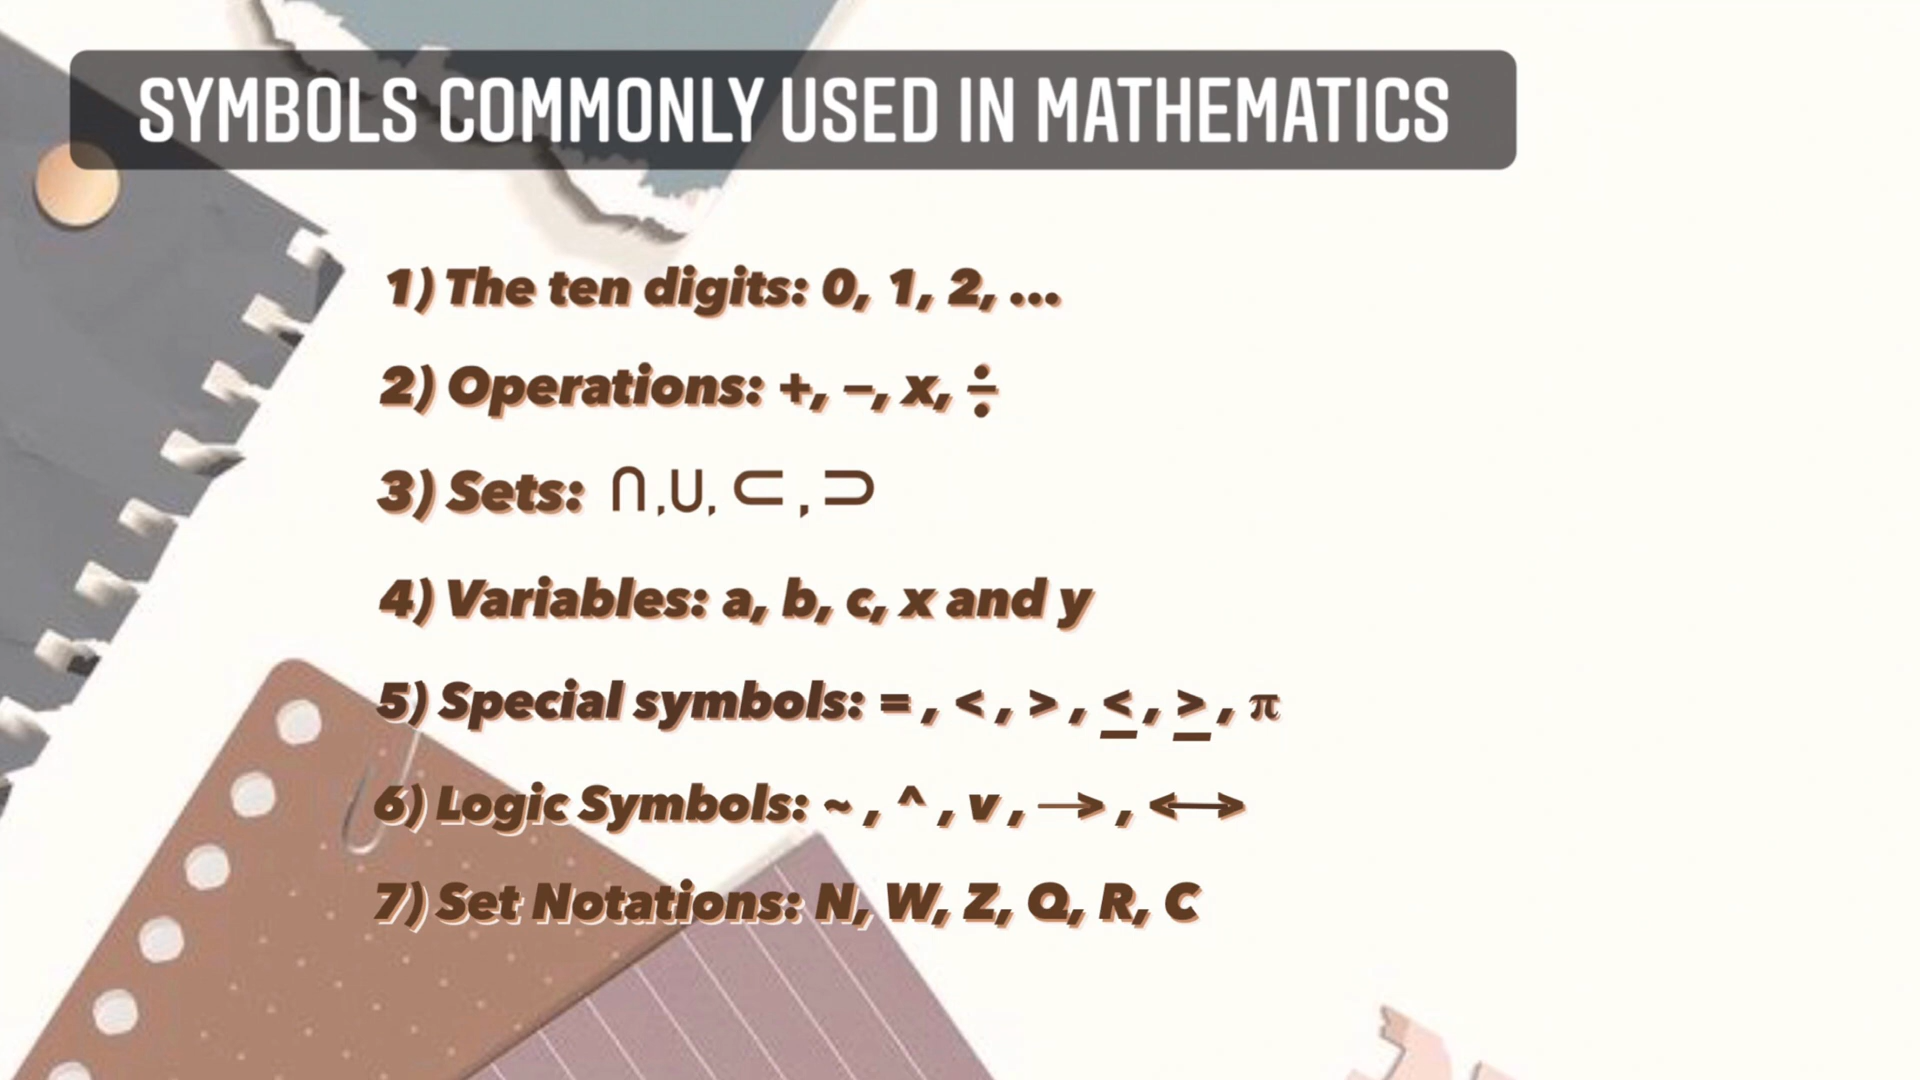 SYMBOLS COMMONLY USED IN MATHEMATICS
1) The ten digits: 0, 1, 2, ...
2) Operations: +, –, x, ÷
3) Sets: ∩ ,∪, ⊂ , ⊃
4) Variables: a, b, c, x and y
5) Special symbols: = , < , > , ≤ , ≥ , π
6) Logic Symbols: ~ , ^ , v , → , ↔
7) Set Notations: N, W, Z, Q, R, C